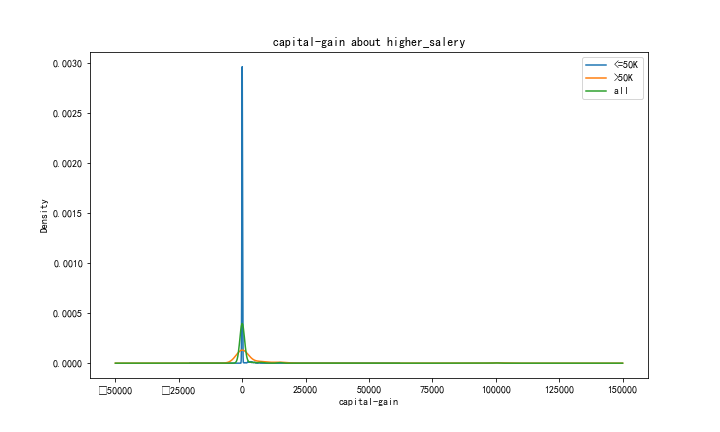 capital-gain about higher_salery
<=50K
>50K
all
0.0030
0.0025
0.0020
0.0015
0.0010
0.0005
0.0000
Density
□50000 □25000 0 25000 50000 75000 100000 125000 150000
capital-gain